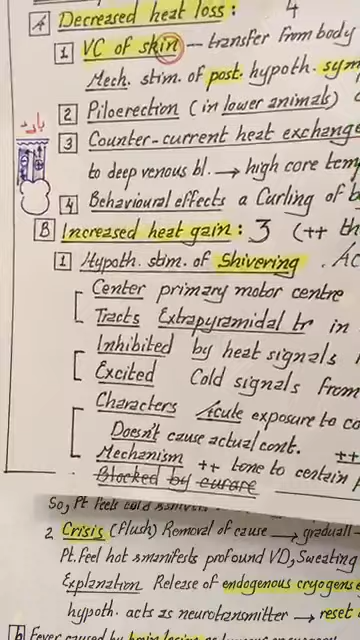 A Decreased heat loss : 4
1 VC of skin — transfer from body
Mech. stim. of post. hypoth. sym
2 Piloerection (in lower animals)
3 Counter-current heat exchange
بارد
to deep venous bl. → high core tem
4 Behavioural effects a Curling of b
B Increased heat gain : 3 (++ th
1 Hypoth. stim. of Shivering . Ac
Center primary motor centre
Tracts Extrapyramidal tr in
Inhibited by heat signals
Excited Cold signals from
Characters Acute exposure to co
Doesn't cause actual cont.
Mechanism ++ tone to certain
Blocked by curare
So, Pt feels cold
2. Crisis (Flush) Removal of cause → graduall
Pt. Feel hot & manifests profound VD, Sweating
Explanation Release of endogenous cryogens
hypoth. acts as neurotransmitter → reset
b Fever caused by brain